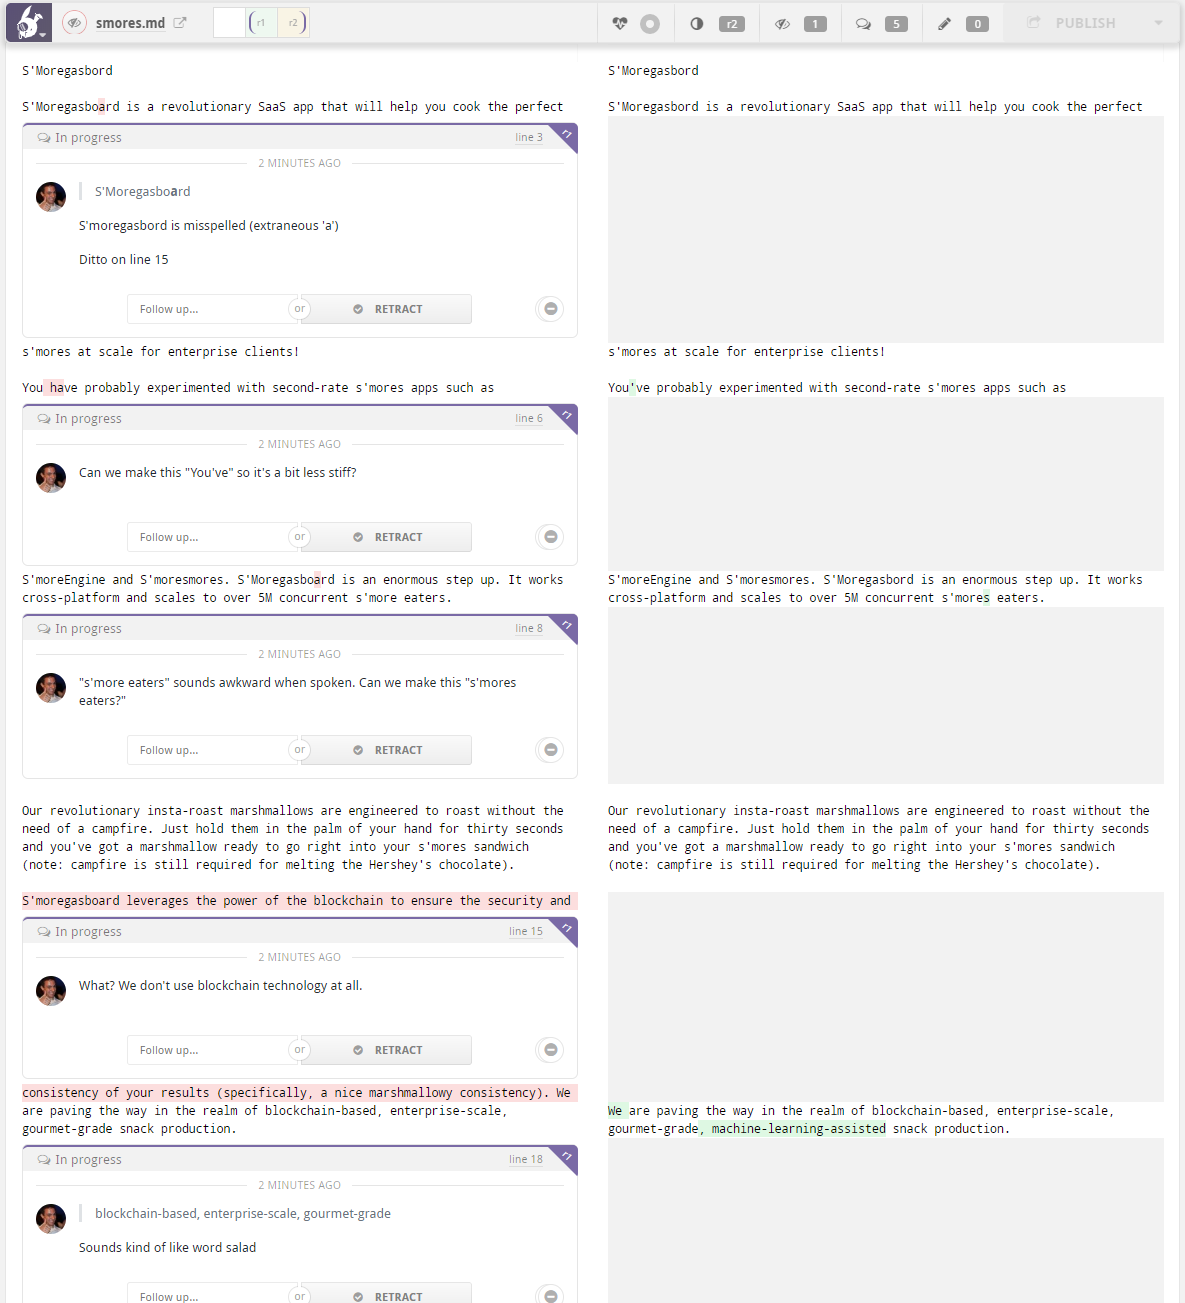 smores.md r1 r2 r2 1 5 0 PUBLISH
S'Moregasbord
S'Moregasboard is a revolutionary SaaS app that will help you cook the perfect
In progress line 3 r1
2 MINUTES AGO
S'Moregasboard
S'moregasbord is misspelled (extraneous 'a')
Ditto on line 15
Follow up... or RETRACT
s'mores at scale for enterprise clients!
You have probably experimented with second-rate s'mores apps such as
In progress line 6 r1
2 MINUTES AGO
Can we make this "You've" so it's a bit less stiff?
Follow up... or RETRACT
S'moreEngine and S'moresmores. S'Moregasboard is an enormous step up. It works
cross-platform and scales to over 5M concurrent s'more eaters.
In progress line 8 r1
2 MINUTES AGO
"s'more eaters" sounds awkward when spoken. Can we make this "s'mores
eaters?"
Follow up... or RETRACT
Our revolutionary insta-roast marshmallows are engineered to roast without the
need of a campfire. Just hold them in the palm of your hand for thirty seconds
and you've got a marshmallow ready to go right into your s'mores sandwich
(note: campfire is still required for melting the Hershey's chocolate).
S'moregasboard leverages the power of the blockchain to ensure the security and
In progress line 15 r1
2 MINUTES AGO
What? We don't use blockchain technology at all.
Follow up... or RETRACT
consistency of your results (specifically, a nice marshmallowy consistency). We
are paving the way in the realm of blockchain-based, enterprise-scale,
gourmet-grade snack production.
In progress line 18 r1
2 MINUTES AGO
blockchain-based, enterprise-scale, gourmet-grade
Sounds kind of like word salad
Follow up... or RETRACT
S'Moregasbord
S'Moregasbord is a revolutionary SaaS app that will help you cook the perfect
s'mores at scale for enterprise clients!
You've probably experimented with second-rate s'mores apps such as
S'moreEngine and S'moresmores. S'Moregasbord is an enormous step up. It works
cross-platform and scales to over 5M concurrent s'mores eaters.
Our revolutionary insta-roast marshmallows are engineered to roast without the
need of a campfire. Just hold them in the palm of your hand for thirty seconds
and you've got a marshmallow ready to go right into your s'mores sandwich
(note: campfire is still required for melting the Hershey's chocolate).
We are paving the way in the realm of blockchain-based, enterprise-scale,
gourmet-grade, machine-learning-assisted snack production.